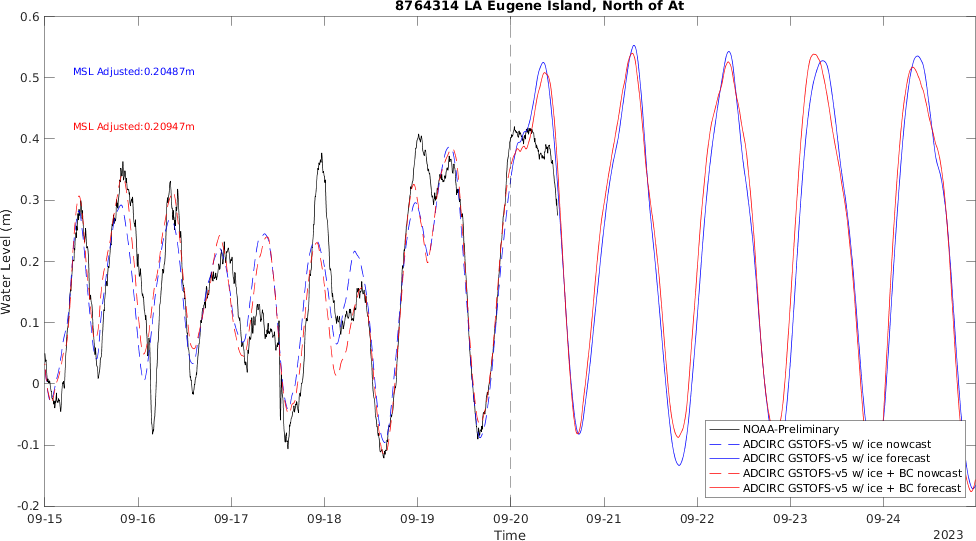 8764314 LA Eugene Island, North of At
0.6
0.5
0.4
0.3
0.2
0.1
0
-0.1
-0.2
Water Level (m)
MSL Adjusted:0.20487m
MSL Adjusted:0.20947m
NOAA-Preliminary
ADCIRC GSTOFS-v5 w/ ice nowcast
ADCIRC GSTOFS-v5 w/ ice forecast
ADCIRC GSTOFS-v5 w/ ice + BC nowcast
ADCIRC GSTOFS-v5 w/ ice + BC forecast
09-15 09-16 09-17 09-18 09-19 09-20 09-21 09-22 09-23 09-24
Time
2023